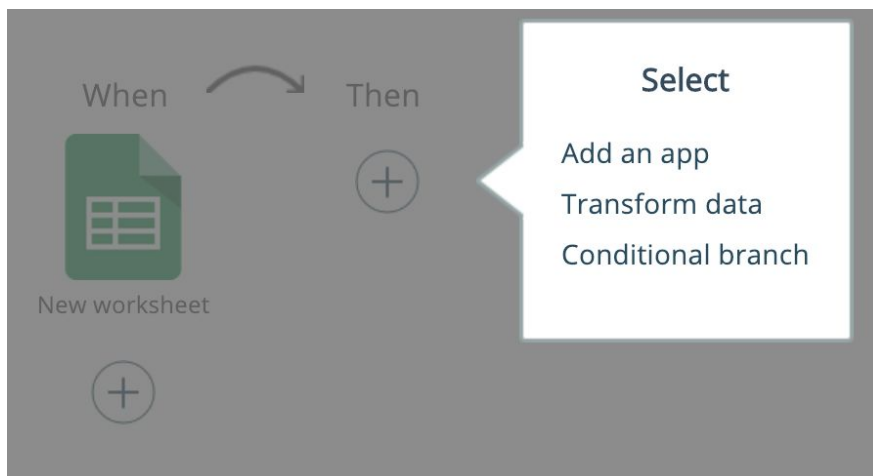 When
Then
New worksheet
Select
Add an app
Transform data
Conditional branch